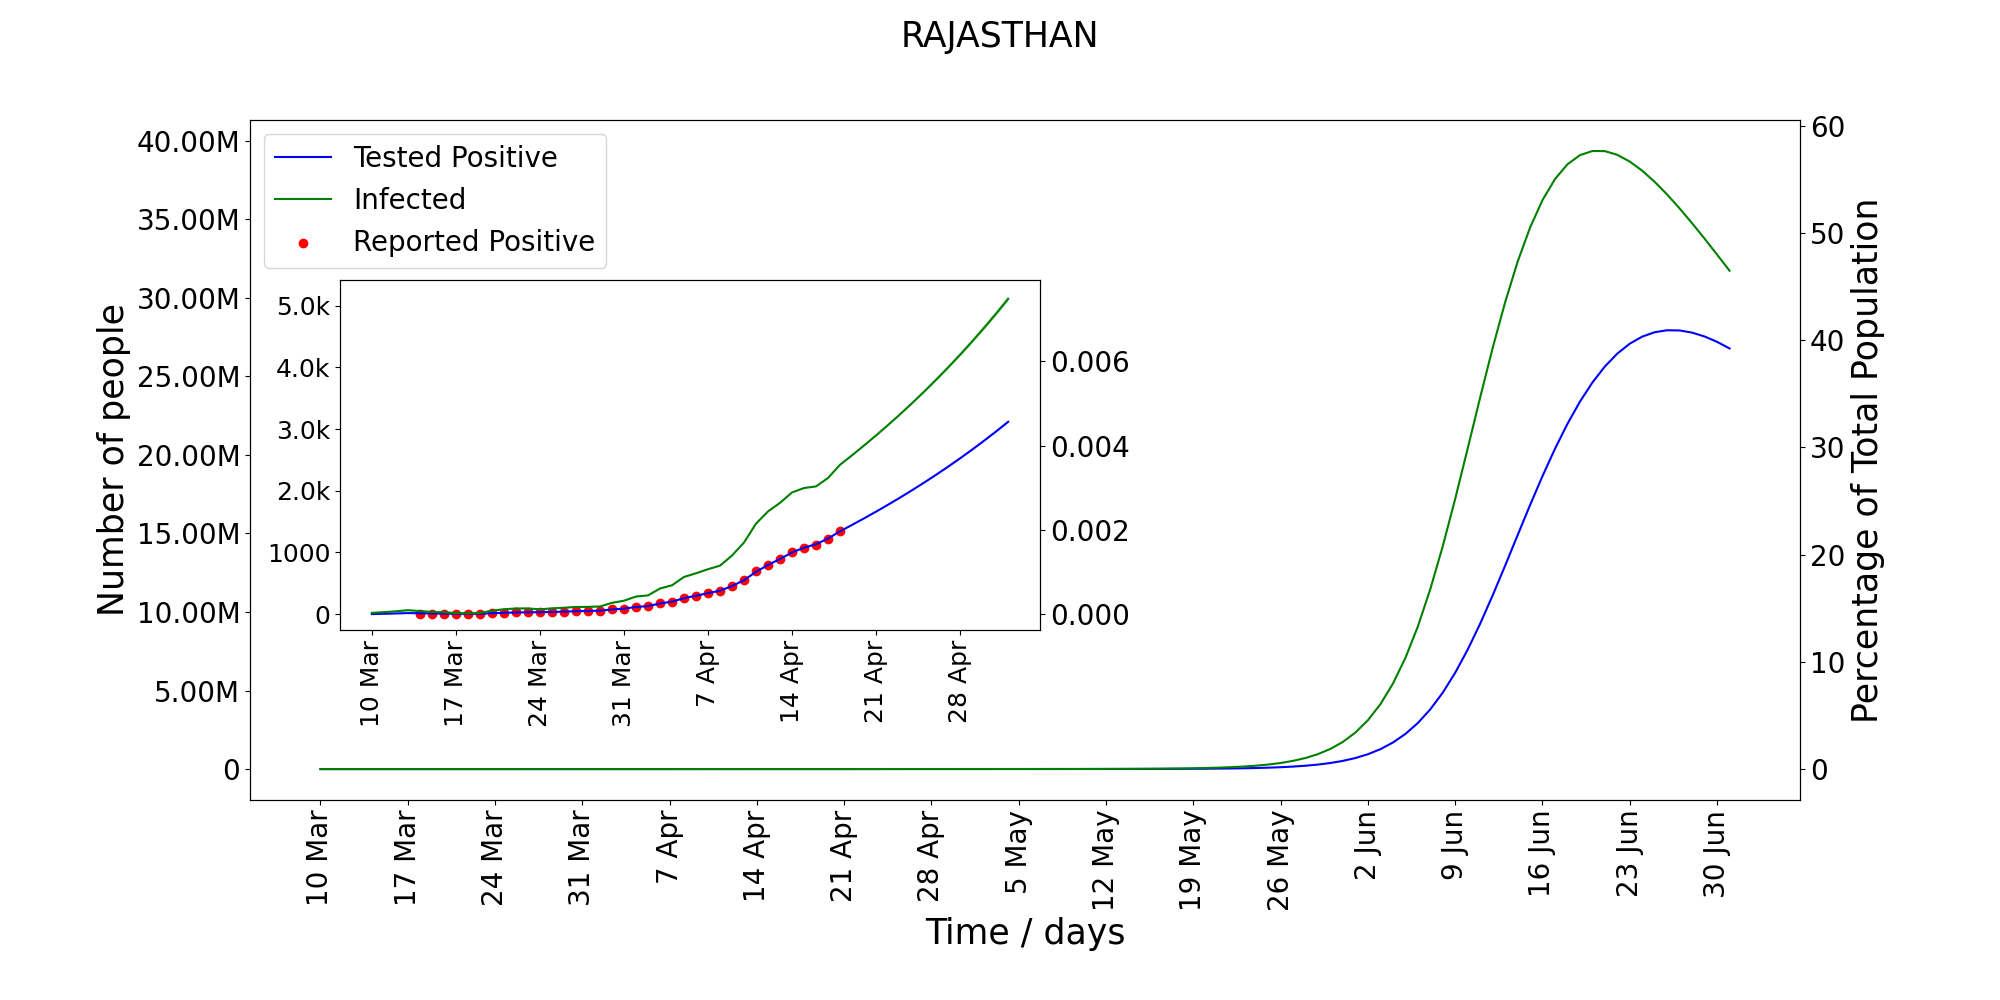 RAJASTHAN
Tested Positive
Infected
Reported Positive
Number of people
40.00M
35.00M
30.00M
25.00M
20.00M
15.00M
10.00M
5.00M
0
60
50
40
30
20
10
0
Percentage of Total Population
5.0k
4.0k
3.0k
2.0k
1000
0
0.006
0.004
0.002
0.000
10 Mar
17 Mar
24 Mar
31 Mar
7 Apr
14 Apr
21 Apr
28 Apr
10 Mar
17 Mar
24 Mar
31 Mar
7 Apr
14 Apr
21 Apr
28 Apr
5 May
12 May
19 May
26 May
2 Jun
9 Jun
16 Jun
23 Jun
30 Jun
Time / days